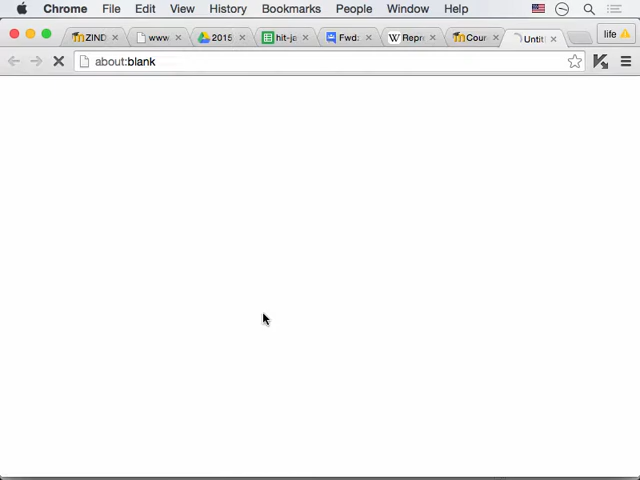 Chrome File Edit View History Bookmarks People Window Help
ZIND www 2015 hit-ja Fwd: Repr Cour Untit life
about:blank